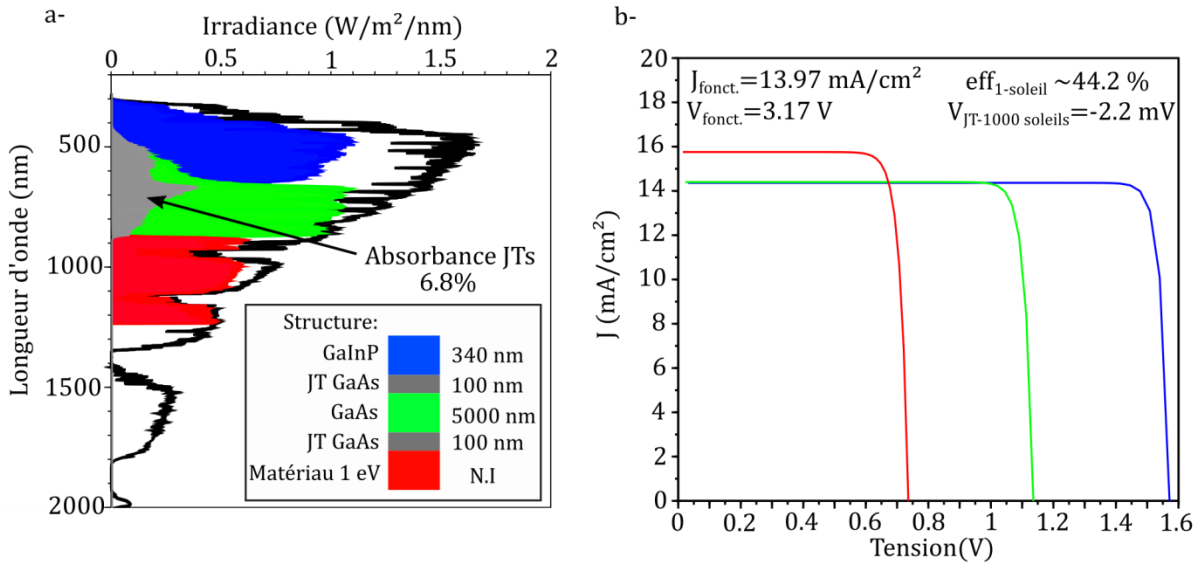 a-
Irradiance (W/m²/nm)
0 0.5 1 1.5 2
Longueur d'onde (nm)
500
1000
1500
2000
Absorbance JTs
6.8%
Structure:
GaInP 340 nm
JT GaAs 100 nm
GaAs 5000 nm
JT GaAs 100 nm
Matériau 1 eV N.I
b-
J (mA/cm²)
20
18
16
14
12
10
8
6
4
2
0
J_fonct.=13.97 mA/cm² eff_1-soleil ~44.2 %
V_fonct.=3.17 V V_JT-1000 soleils=-2.2 mV
0 0.2 0.4 0.6 0.8 1 1.2 1.4 1.6
Tension(V)